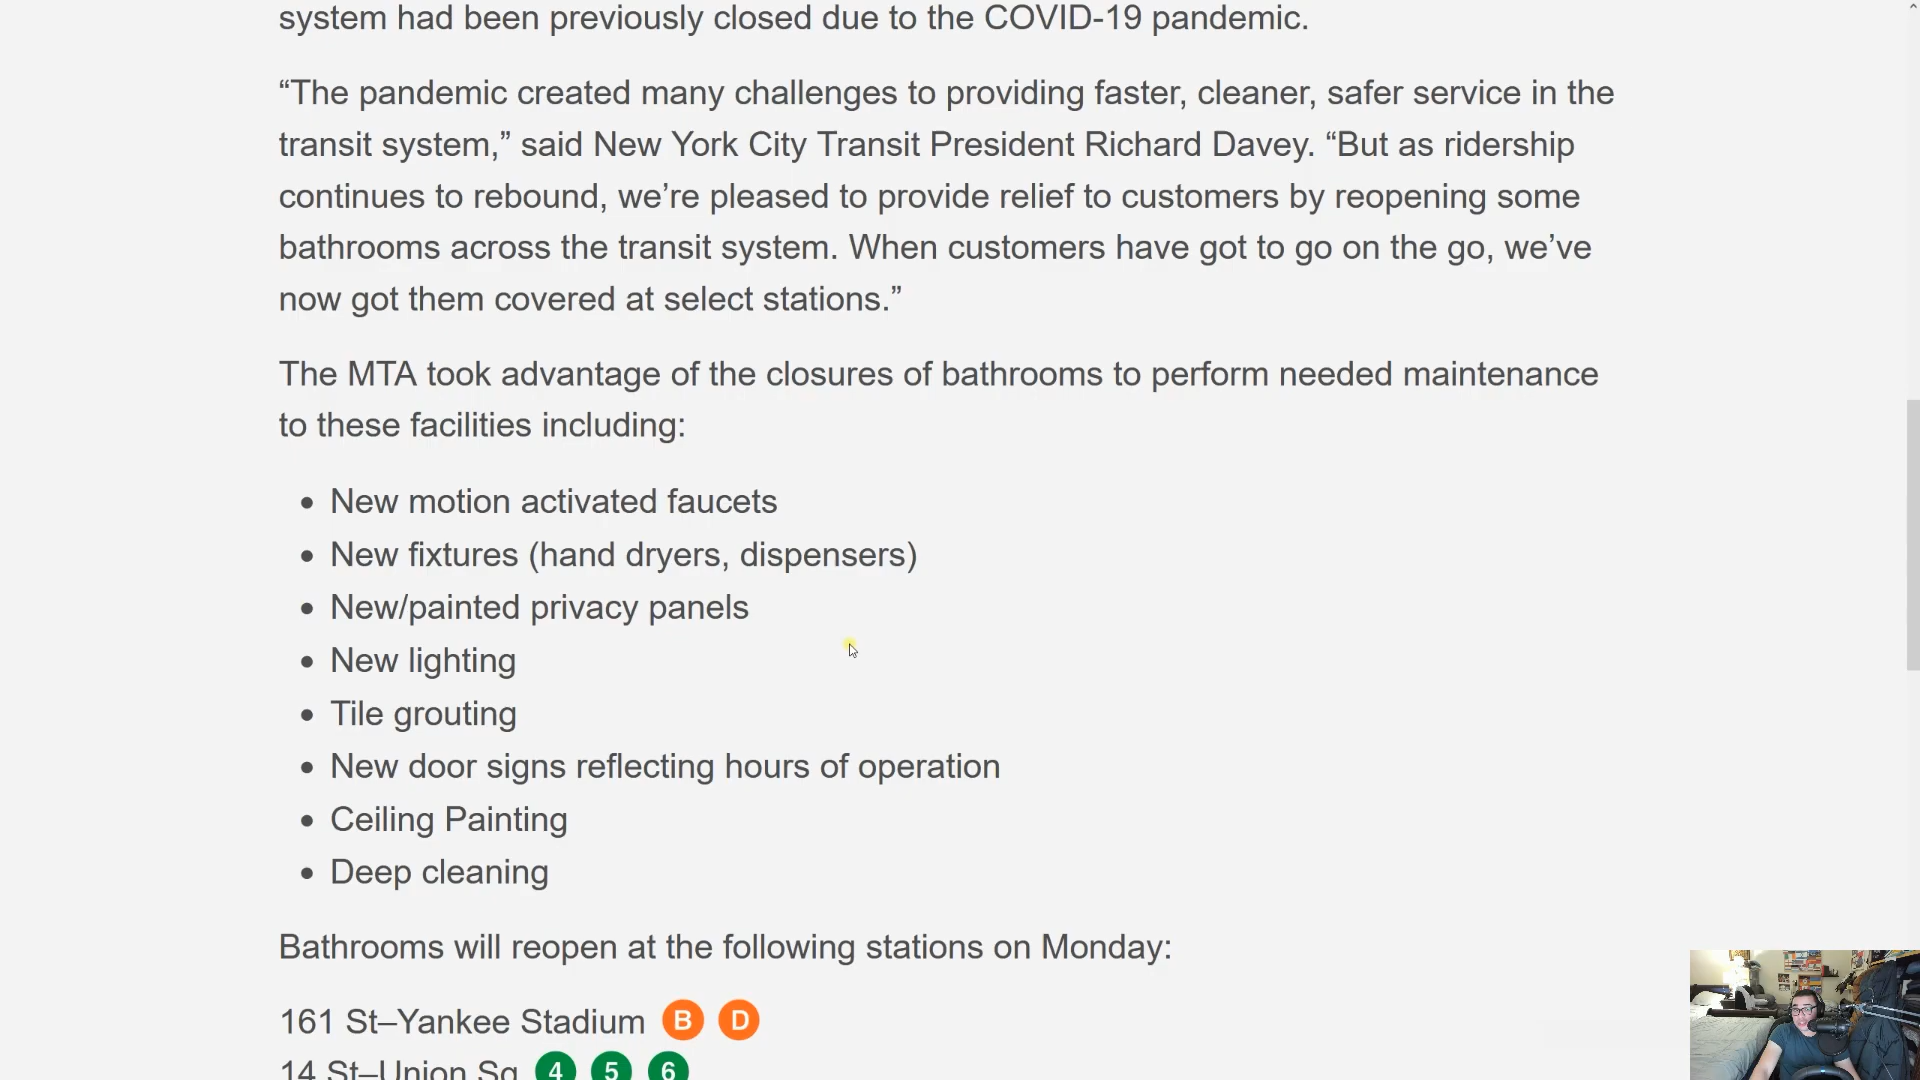 system had been previously closed due to the COVID-19 pandemic.
“The pandemic created many challenges to providing faster, cleaner, safer service in the
transit system,” said New York City Transit President Richard Davey. “But as ridership
continues to rebound, we’re pleased to provide relief to customers by reopening some
bathrooms across the transit system. When customers have got to go on the go, we’ve
now got them covered at select stations.”
The MTA took advantage of the closures of bathrooms to perform needed maintenance
to these facilities including:
• New motion activated faucets
• New fixtures (hand dryers, dispensers)
• New/painted privacy panels
• New lighting
• Tile grouting
• New door signs reflecting hours of operation
• Ceiling Painting
• Deep cleaning
Bathrooms will reopen at the following stations on Monday:
161 St–Yankee Stadium B D
14 St–Union Sq 4 5 6